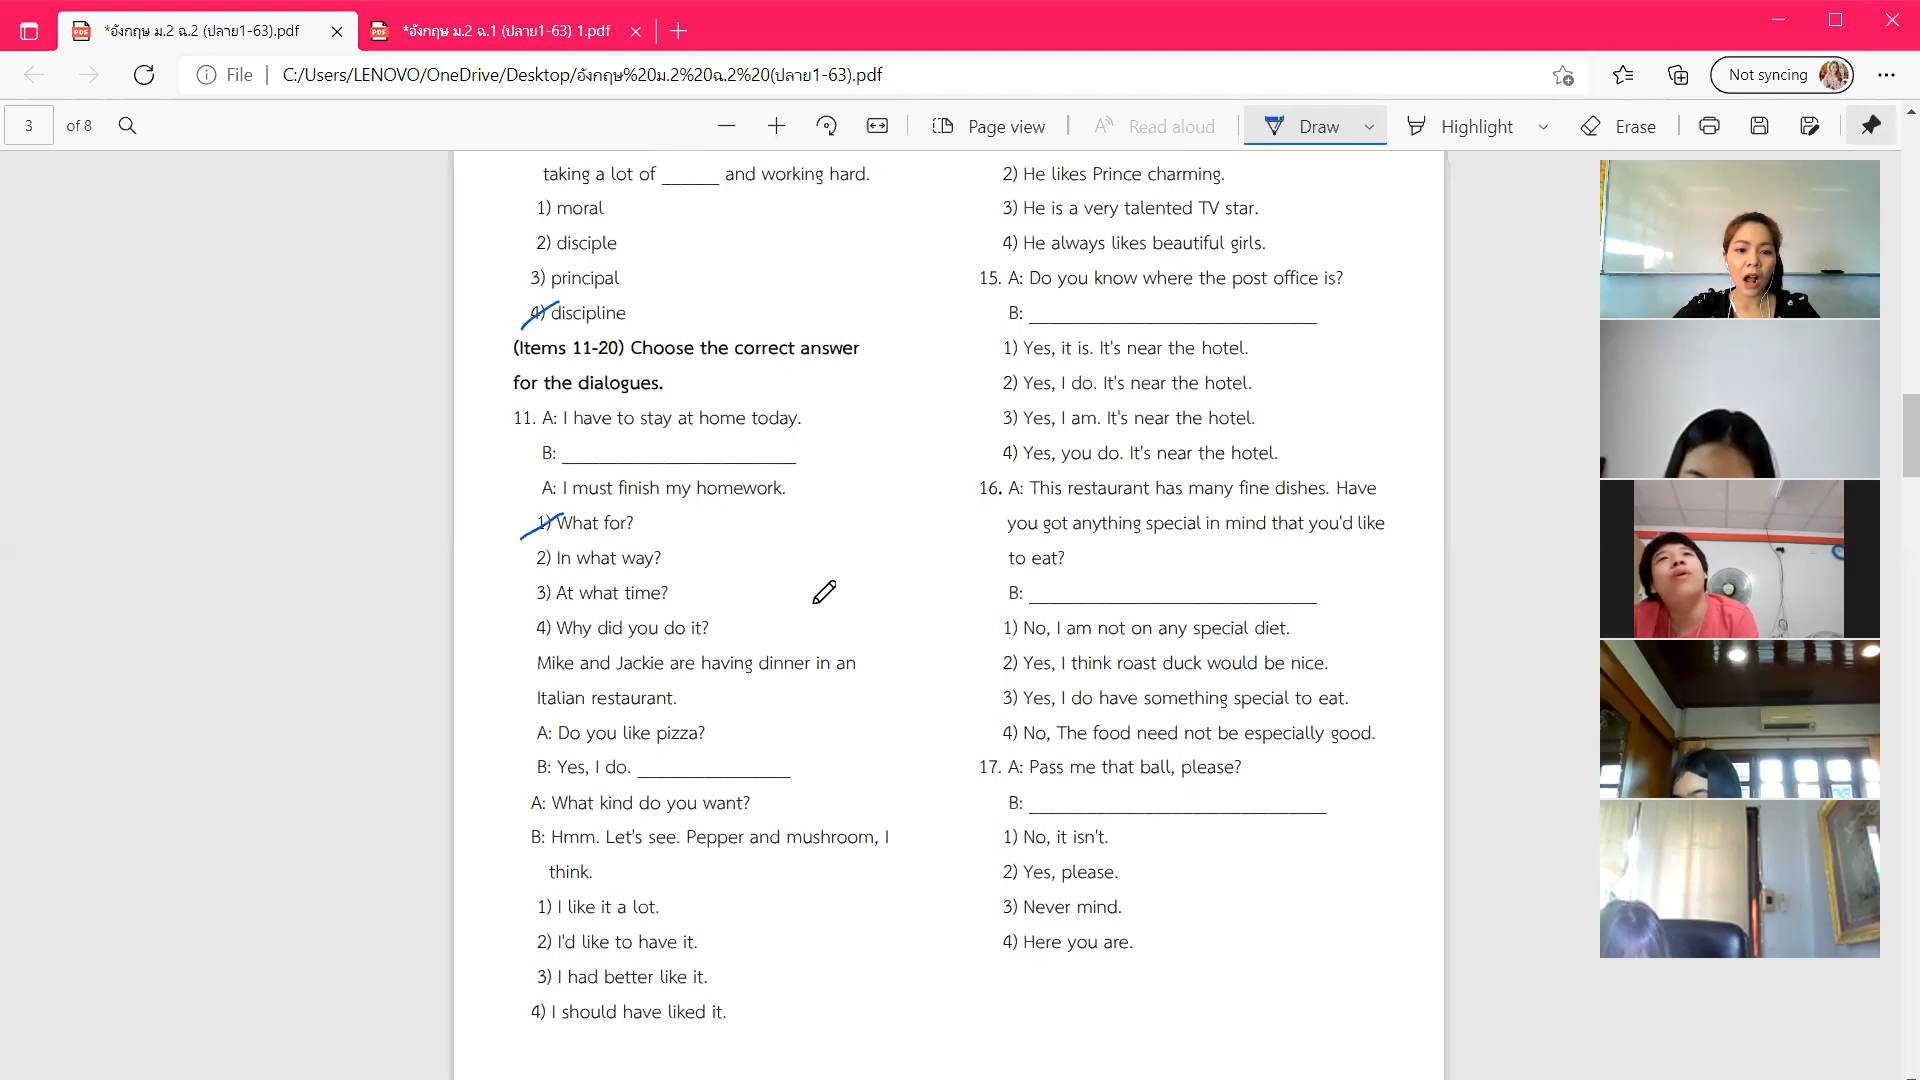 *อังกฤษ ม.2 ฉ.2 (ปลาย1-63).pdf
*อังกฤษ ม.2 ฉ.1 (ปลาย1-63) 1.pdf
File
C:/Users/LENOVO/OneDrive/Desktop/อังกฤษ%20ม.2%20ฉ.2%20(ปลาย1-63).pdf
Not syncing
3 of 8
Page view
Read aloud
Draw
Highlight
Erase
taking a lot of ______ and working hard.
1) moral
2) disciple
3) principal
4) discipline
(Items 11-20) Choose the correct answer
for the dialogues.
11. A: I have to stay at home today.
B: ________________________
A: I must finish my homework.
1) What for?
2) In what way?
3) At what time?
4) Why did you do it?
Mike and Jackie are having dinner in an
Italian restaurant.
A: Do you like pizza?
B: Yes, I do. ________________
A: What kind do you want?
B: Hmm. Let's see. Pepper and mushroom, I
think.
1) I like it a lot.
2) I'd like to have it.
3) I had better like it.
4) I should have liked it.
2) He likes Prince charming.
3) He is a very talented TV star.
4) He always likes beautiful girls.
15. A: Do you know where the post office is?
B: ______________________________
1) Yes, it is. It's near the hotel.
2) Yes, I do. It's near the hotel.
3) Yes, I am. It's near the hotel.
4) Yes, you do. It's near the hotel.
16. A: This restaurant has many fine dishes. Have
you got anything special in mind that you'd like
to eat?
B: ______________________________
1) No, I am not on any special diet.
2) Yes, I think roast duck would be nice.
3) Yes, I do have something special to eat.
4) No, The food need not be especially good.
17. A: Pass me that ball, please?
B: _______________________________
1) No, it isn't.
2) Yes, please.
3) Never mind.
4) Here you are.